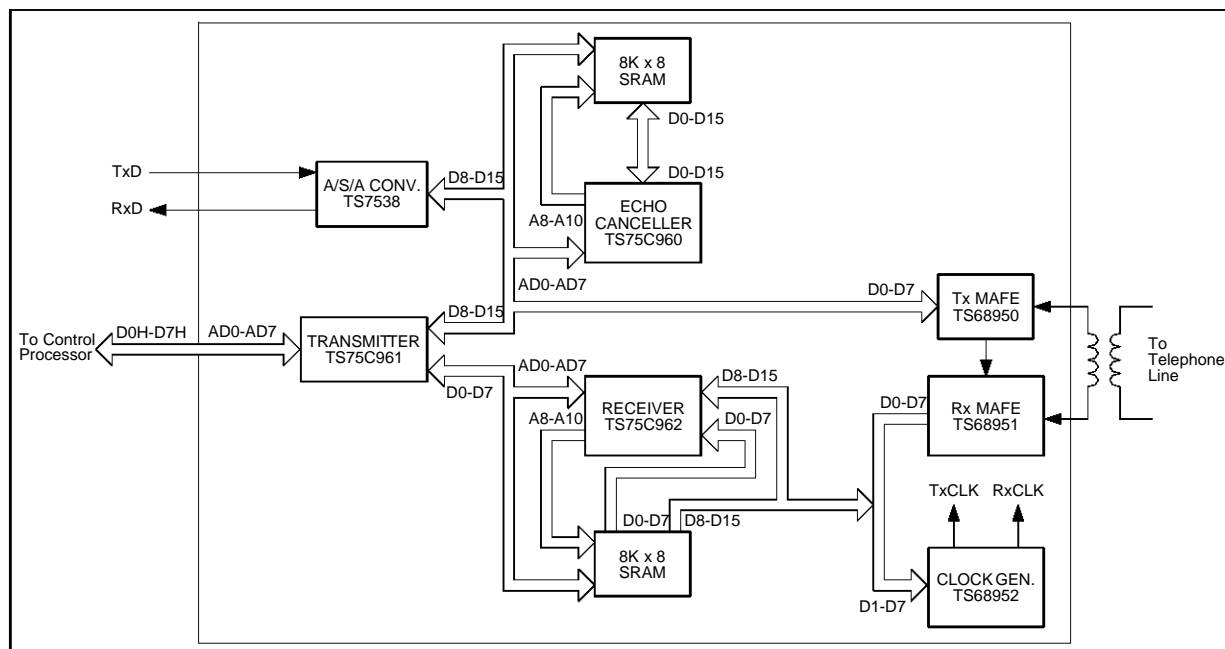 8K x 8
SRAM
D0-D15
D0-D15
TxD
RxD
A/S/A CONV.
TS7538
D8-D15
ECHO
CANCELLER
TS75C960
A8-A10
AD0-AD7
D0-D7
Tx MAFE
TS68950
D8-D15
To Control
Processor
D0H-D7H
AD0-AD7
TRANSMITTER
TS75C961
To
Telephone
Line
AD0-AD7
D0-D7
D8-D15
D0-D7
RECEIVER
TS75C962
A8-A10
D0-D7
Rx MAFE
TS68951
TxCLK
RxCLK
D0-D7
D8-D15
8K x 8
SRAM
CLOCK GEN.
TS68952
D1-D7